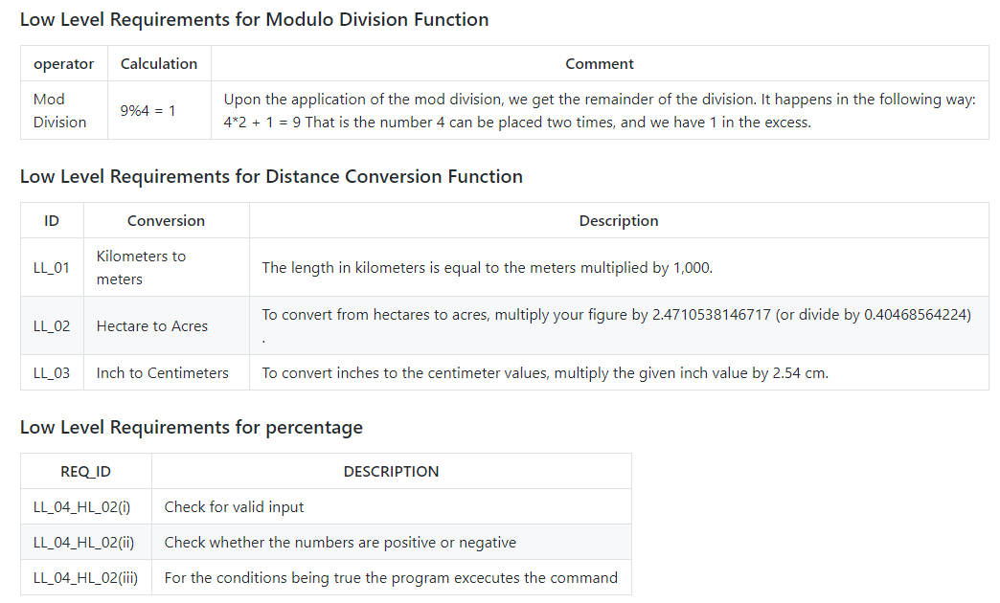 Low Level Requirements for Modulo Division Function
operator Calculation Comment
Mod Division 9%4 = 1 Upon the application of the mod division, we get the remainder of the division. It happens in the following way:
4*2 + 1 = 9 That is the number 4 can be placed two times, and we have 1 in the excess.
Low Level Requirements for Distance Conversion Function
ID Conversion Description
LL_01 Kilometers to meters The length in kilometers is equal to the meters multiplied by 1,000.
LL_02 Hectare to Acres To convert from hectares to acres, multiply your figure by 2.4710538146717 (or divide by 0.40468564224)
.
LL_03 Inch to Centimeters To convert inches to the centimeter values, multiply the given inch value by 2.54 cm.
Low Level Requirements for percentage
REQ_ID DESCRIPTION
LL_04_HL_02(i) Check for valid input
LL_04_HL_02(ii) Check whether the numbers are positive or negative
LL_04_HL_02(iii) For the conditions being true the program excecutes the command